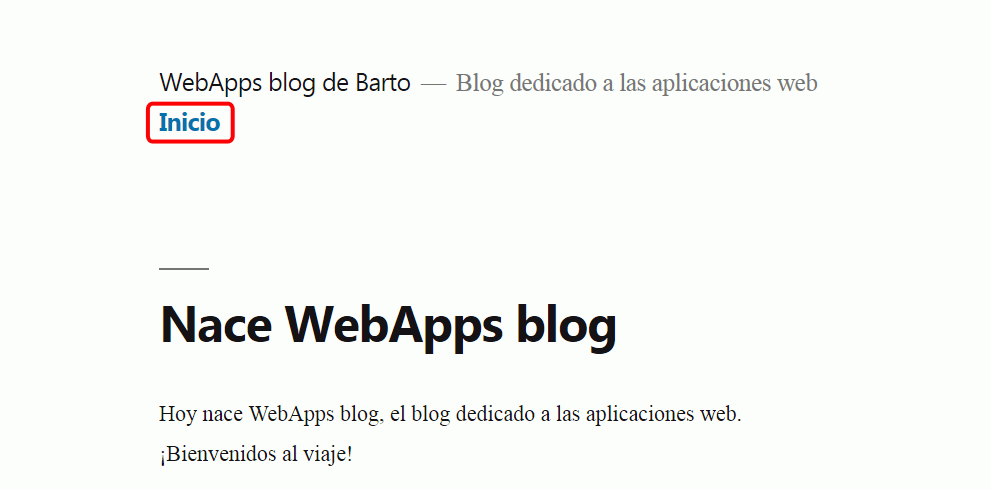 WebApps blog de Barto — Blog dedicado a las aplicaciones web
Inicio
Nace WebApps blog
Hoy nace WebApps blog, el blog dedicado a las aplicaciones web.
¡Bienvenidos al viaje!